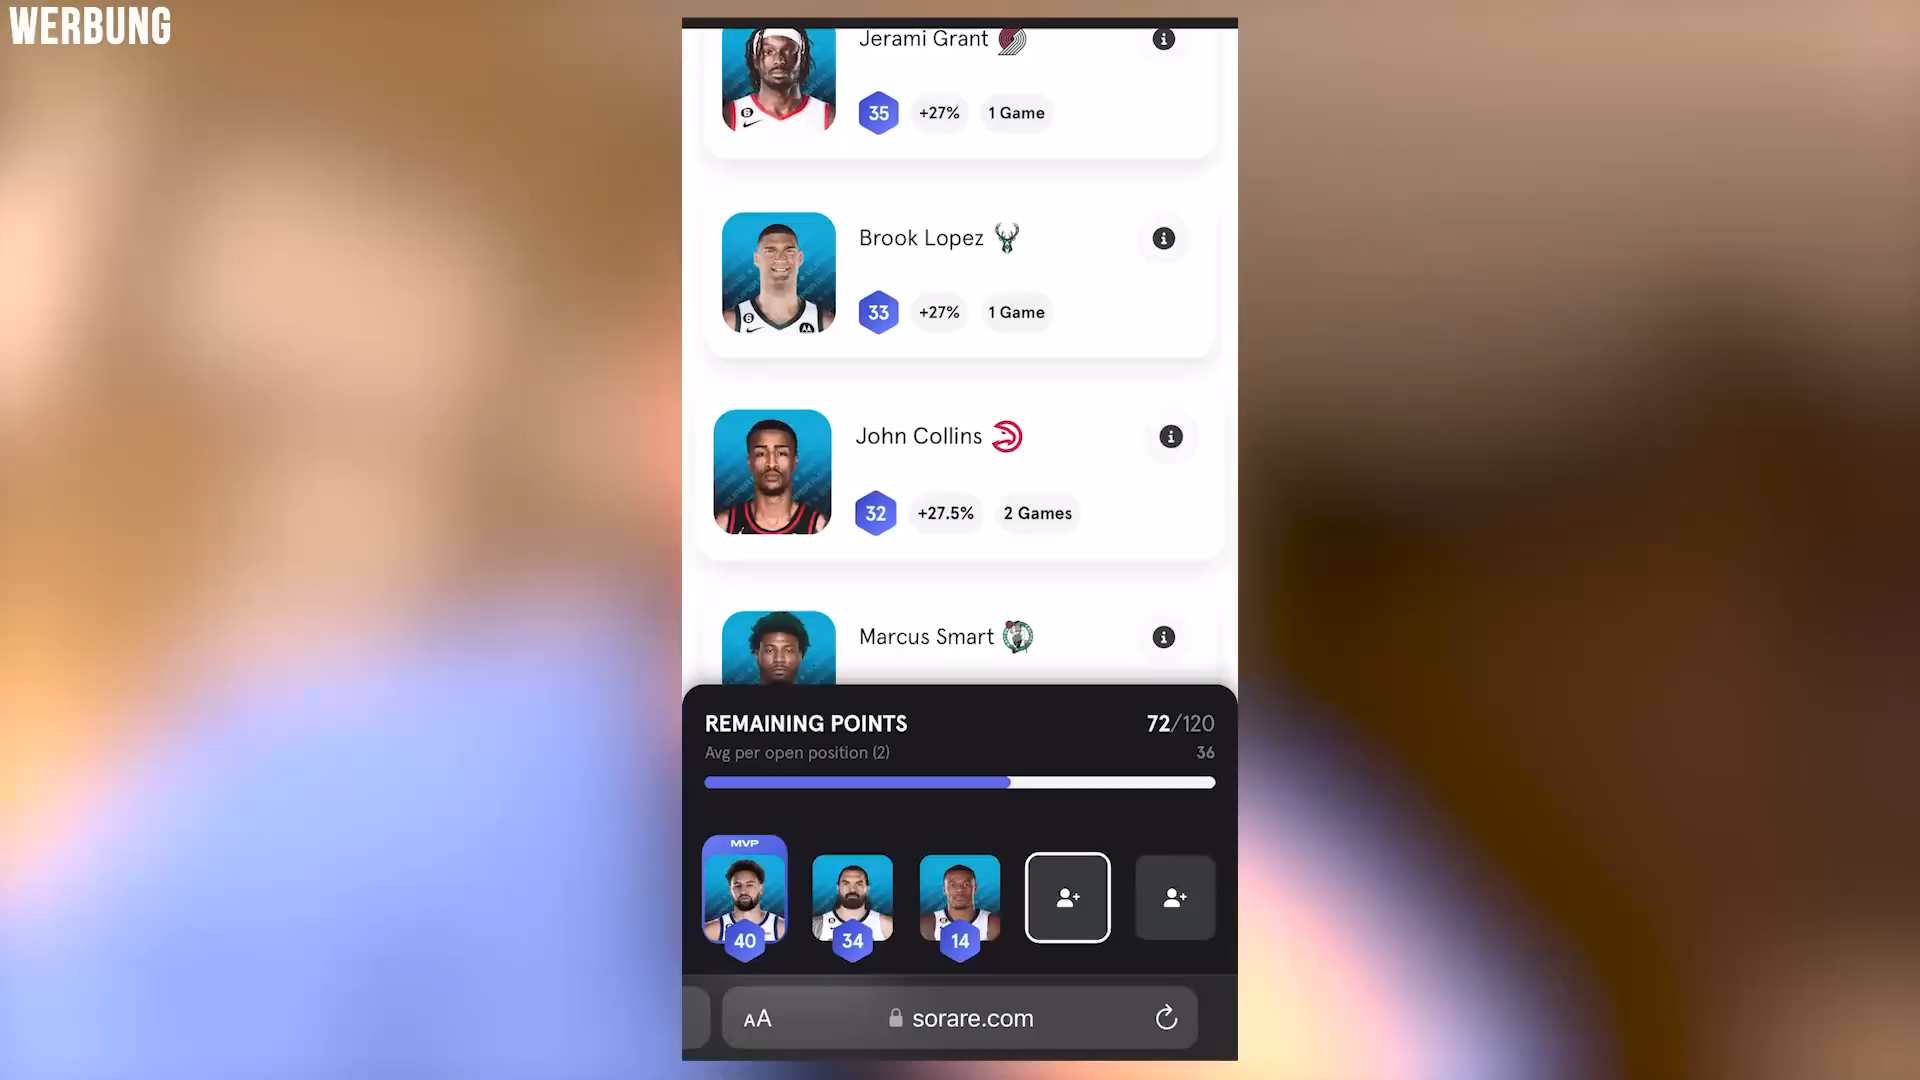 WERBUNG
Jerami Grant
35 +27% 1 Game
Brook Lopez
33 +27% 1 Game
John Collins
32 +27.5% 2 Games
Marcus Smart
REMAINING POINTS 72/120
Avg per open position (2) 36
MVP
40 34 14
AA sorare.com